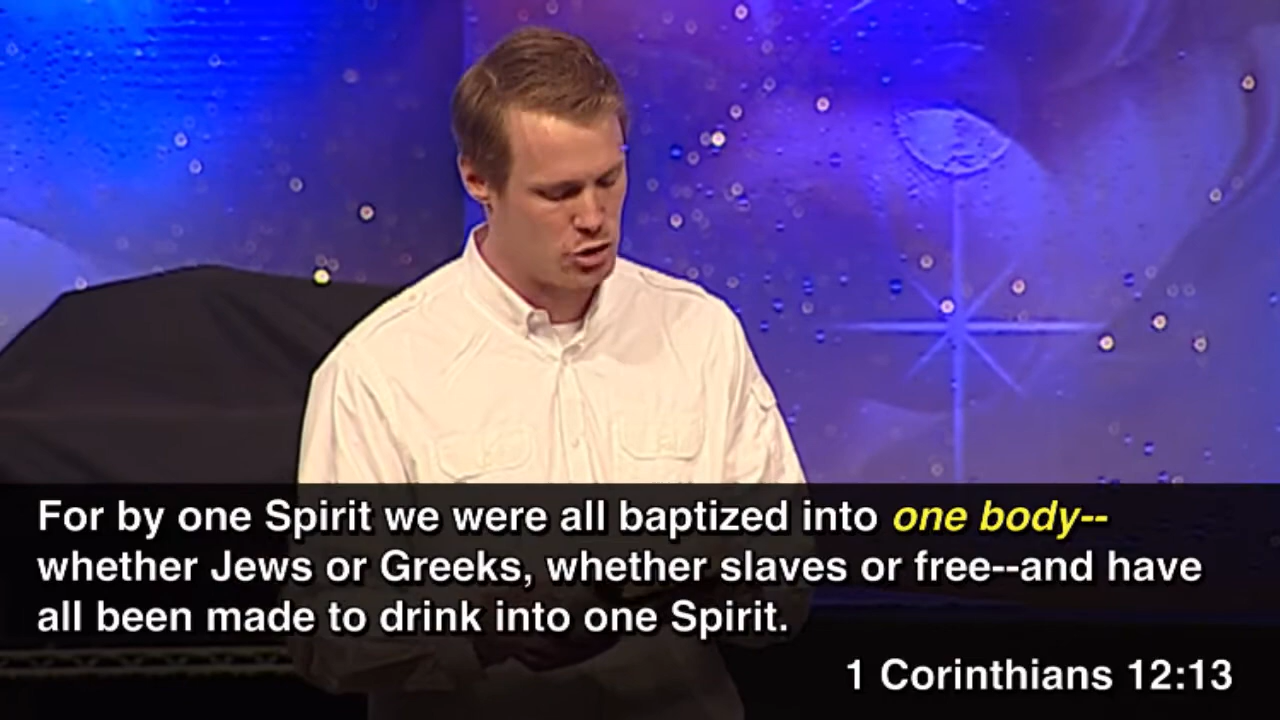 For by one Spirit we were all baptized into one body--
whether Jews or Greeks, whether slaves or free--and have
all been made to drink into one Spirit.
1 Corinthians 12:13